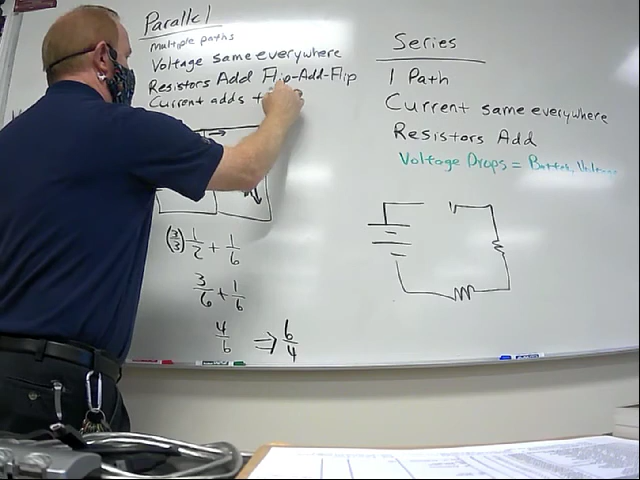 Parallel
multiple paths
Voltage same everywhere
Resistors Add Flip-Add-Flip
Current adds
(3/3) 1/2 + 1/6
3/6 + 1/6
4/6 ⇒ 6/4
Series
1 Path
Current same everywhere
Resistors Add
Voltage Drops = Battery Voltage